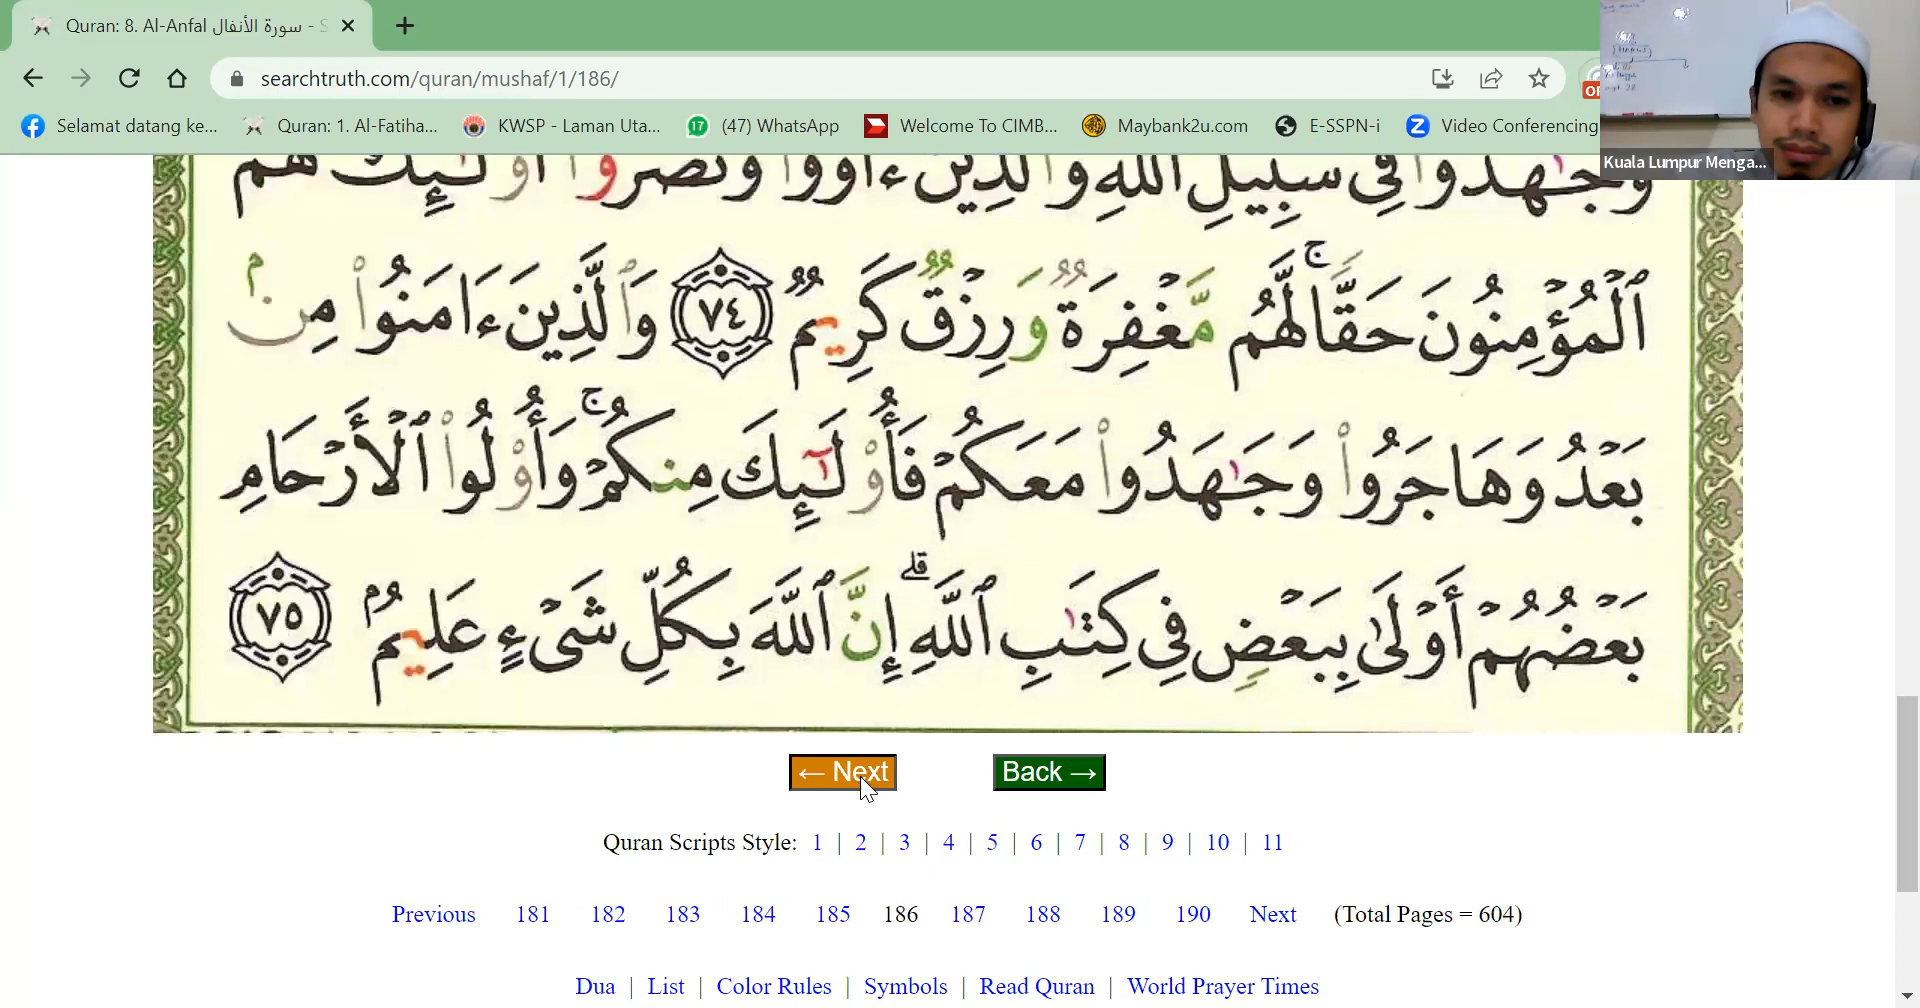 Quran: 8. Al-Anfal سورة الأنفال - S
searchtruth.com/quran/mushaf/1/186/
Selamat datang ke...
Quran: 1. Al-Fatiha...
KWSP - Laman Uta...
17
(47) WhatsApp
Welcome To CIMB...
Maybank2u.com
E-SSPN-i
Z
Video Conferencing
Kuala Lumpur Menga...
وَجَـٰهَدُوا۟ فِى سَبِيلِ ٱللَّهِ وَٱلَّذِينَ ءَاوَوا۟ وَّنَصَرُوٓا۟ أُو۟لَـٰٓئِكَ هُمُ
ٱلْمُؤْمِنُونَ حَقًّا ۚ لَّهُم مَّغْفِرَةٌ وَرِزْقٌ كَرِيمٌ ٧٤ وَٱلَّذِينَ ءَامَنُوا۟ مِنۢ
بَعْدُ وَهَاجَرُوا۟ وَجَـٰهَدُوا۟ مَعَكُمْ فَأُو۟لَـٰٓئِكَ مِنكُمْ ۚ وَأُو۟لُوا۟ ٱلْأَرْحَامِ
بَعْضُهُمْ أَوْلَىٰ بِبَعْضٍ فِى كِتَـٰبِ ٱللَّهِ ۗ إِنَّ ٱللَّهَ بِكُلِّ شَىْءٍ عَلِيمٌۢ ٧٥
← Next
Back →
Quran Scripts Style: 1 | 2 | 3 | 4 | 5 | 6 | 7 | 8 | 9 | 10 | 11
Previous 181 182 183 184 185 186 187 188 189 190 Next (Total Pages = 604)
Dua | List | Color Rules | Symbols | Read Quran | World Prayer Times